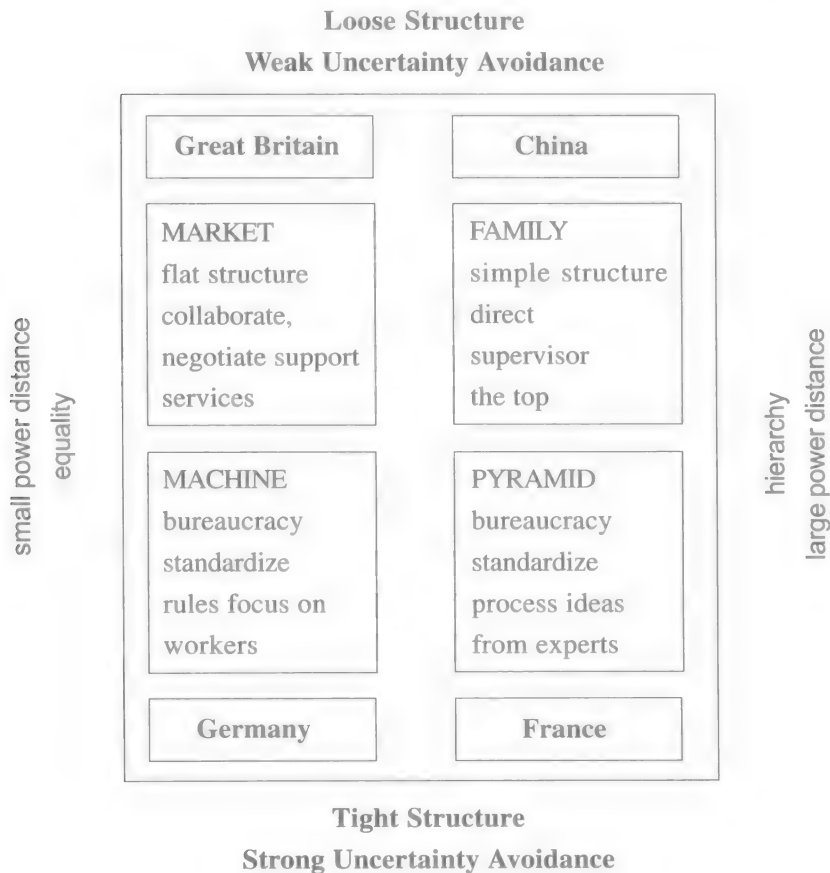 Loose Structure
Weak Uncertainty Avoidance
Great Britain
China
MARKET
flat structure
collaborate,
negotiate support
services
FAMILY
simple structure
direct
supervisor
the top
small power distance
equality
hierarchy
large power distance
MACHINE
bureaucracy
standardize
rules focus on
workers
PYRAMID
bureaucracy
standardize
process ideas
from experts
Germany
France
Tight Structure
Strong Uncertainty Avoidance